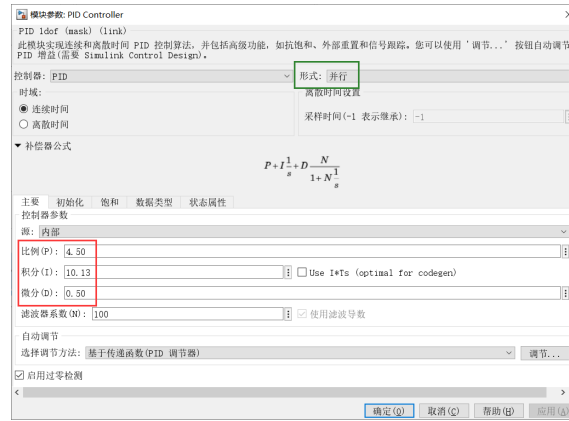 模块参数: PID Controller
PID 1dof (mask) (link)
此模块实现连续和离散时间 PID 控制算法，并包括高级功能，如抗饱和、外部重置和信号跟踪。您可以使用 '调节...' 按钮自动调节
PID 增益(需要 Simulink Control Design)。
控制器: PID
形式: 并行
时域:
离散时间设置
连续时间
采样时间(-1 表示继承): -1
离散时间
补偿器公式
P + I 1/s + D N/(1 + N 1/s)
主要 初始化 饱和 数据类型 状态属性
控制器参数
源: 内部
比例(P): 4.50
积分(I): 10.13
Use I*Ts (optimal for codegen)
微分(D): 0.50
滤波器系数(N): 100
使用滤波导数
自动调节
选择调节方法: 基于传递函数(PID 调节器)
调节...
启用过零检测
确定(O) 取消(C) 帮助(H) 应用(A)